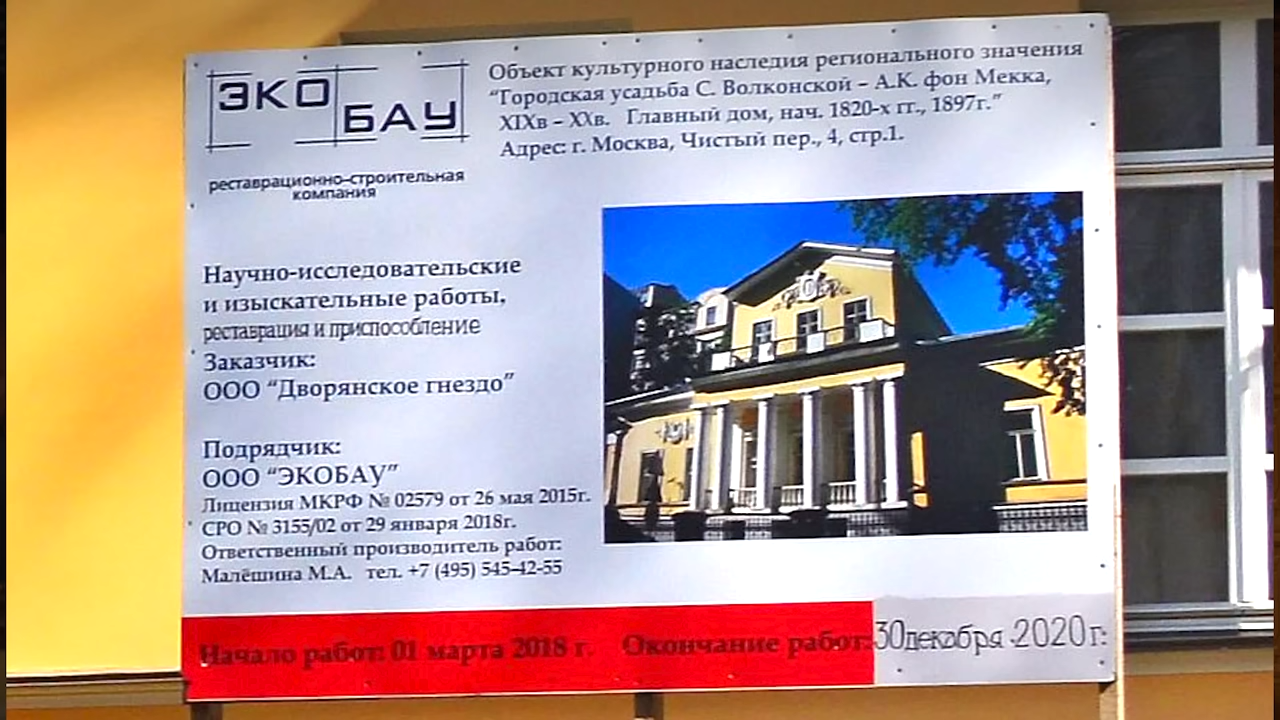 ЭКО
БАУ
реставрационно-строительная
компания
Объект культурного наследия регионального значения
“Городская усадьба С. Волконской – А.К. фон Мекка,
XIXв – XXв. Главный дом, нач. 1820-х гг., 1897г.”
Адрес: г. Москва, Чистый пер., 4, стр.1.
Научно-исследовательские
и изыскательные работы,
реставрация и приспособление
Заказчик:
ООО “Дворянское гнездо”
Подрядчик:
ООО “ЭКОБАУ”
Лицензия МКРФ № 02579 от 26 мая 2015г.
СРО № 3155/02 от 29 января 2018г.
Ответственный производитель работ:
Малёшина М.А. тел. +7 (495) 545-42-55
Начало работ: 01 марта 2018 г. Окончание работ: 30 декабря 2020 г.